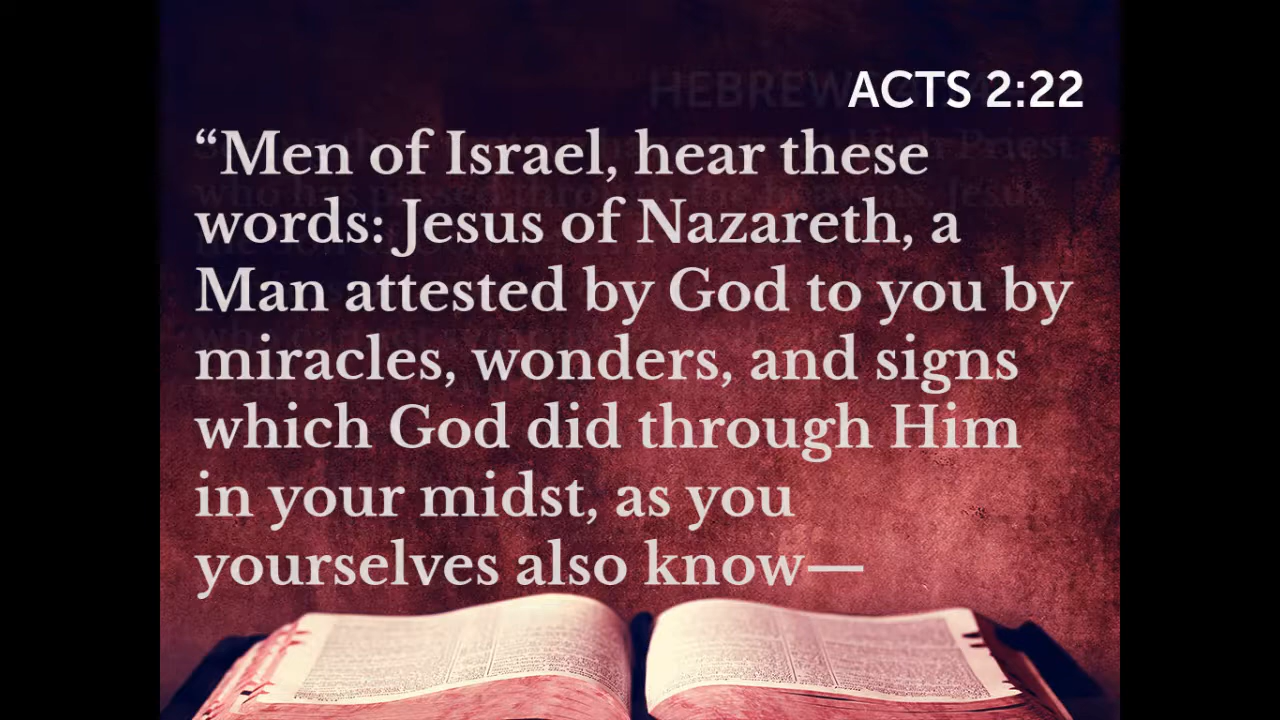 ACTS 2:22
“Men of Israel, hear these
words: Jesus of Nazareth, a
Man attested by God to you by
miracles, wonders, and signs
which God did through Him
in your midst, as you
yourselves also know—